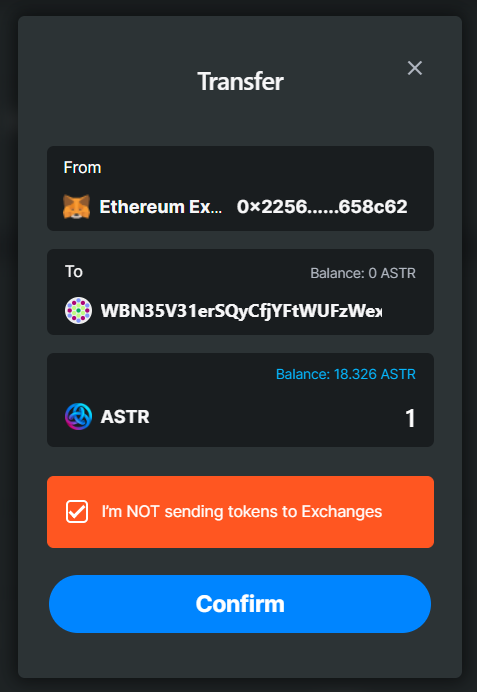 Transfer
From
Ethereum Ex... 0×2256......658c62
To Balance: 0 ASTR
WBN35V31erSQyCfjYFtWUFzWex
Balance: 18.326 ASTR
ASTR 1
I'm NOT sending tokens to Exchanges
Confirm